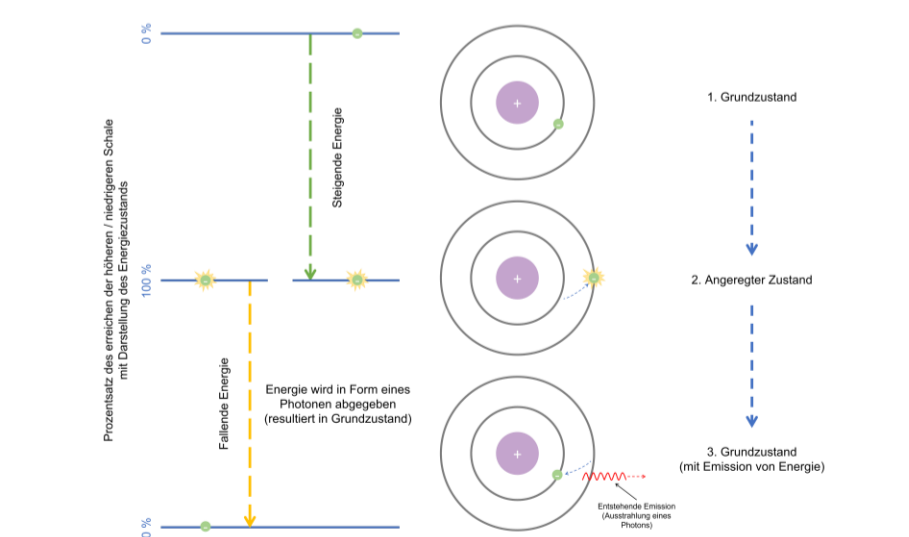 0 %
Prozentsatz des erreichen der höheren / niedrigeren Schale
mit Darstellung des Energiezustands
Steigende Energie
+
-
1. Grundzustand
100 %
-
-
+
-
2. Angeregter Zustand
Fallende Energie
Energie wird in Form eines
Photonen abgegeben
(resultiert in Grundzustand)
+
-
3. Grundzustand
(mit Emission von Energie)
Entstehende Emission
(Ausstrahlung eines
Photons)
0 %
-